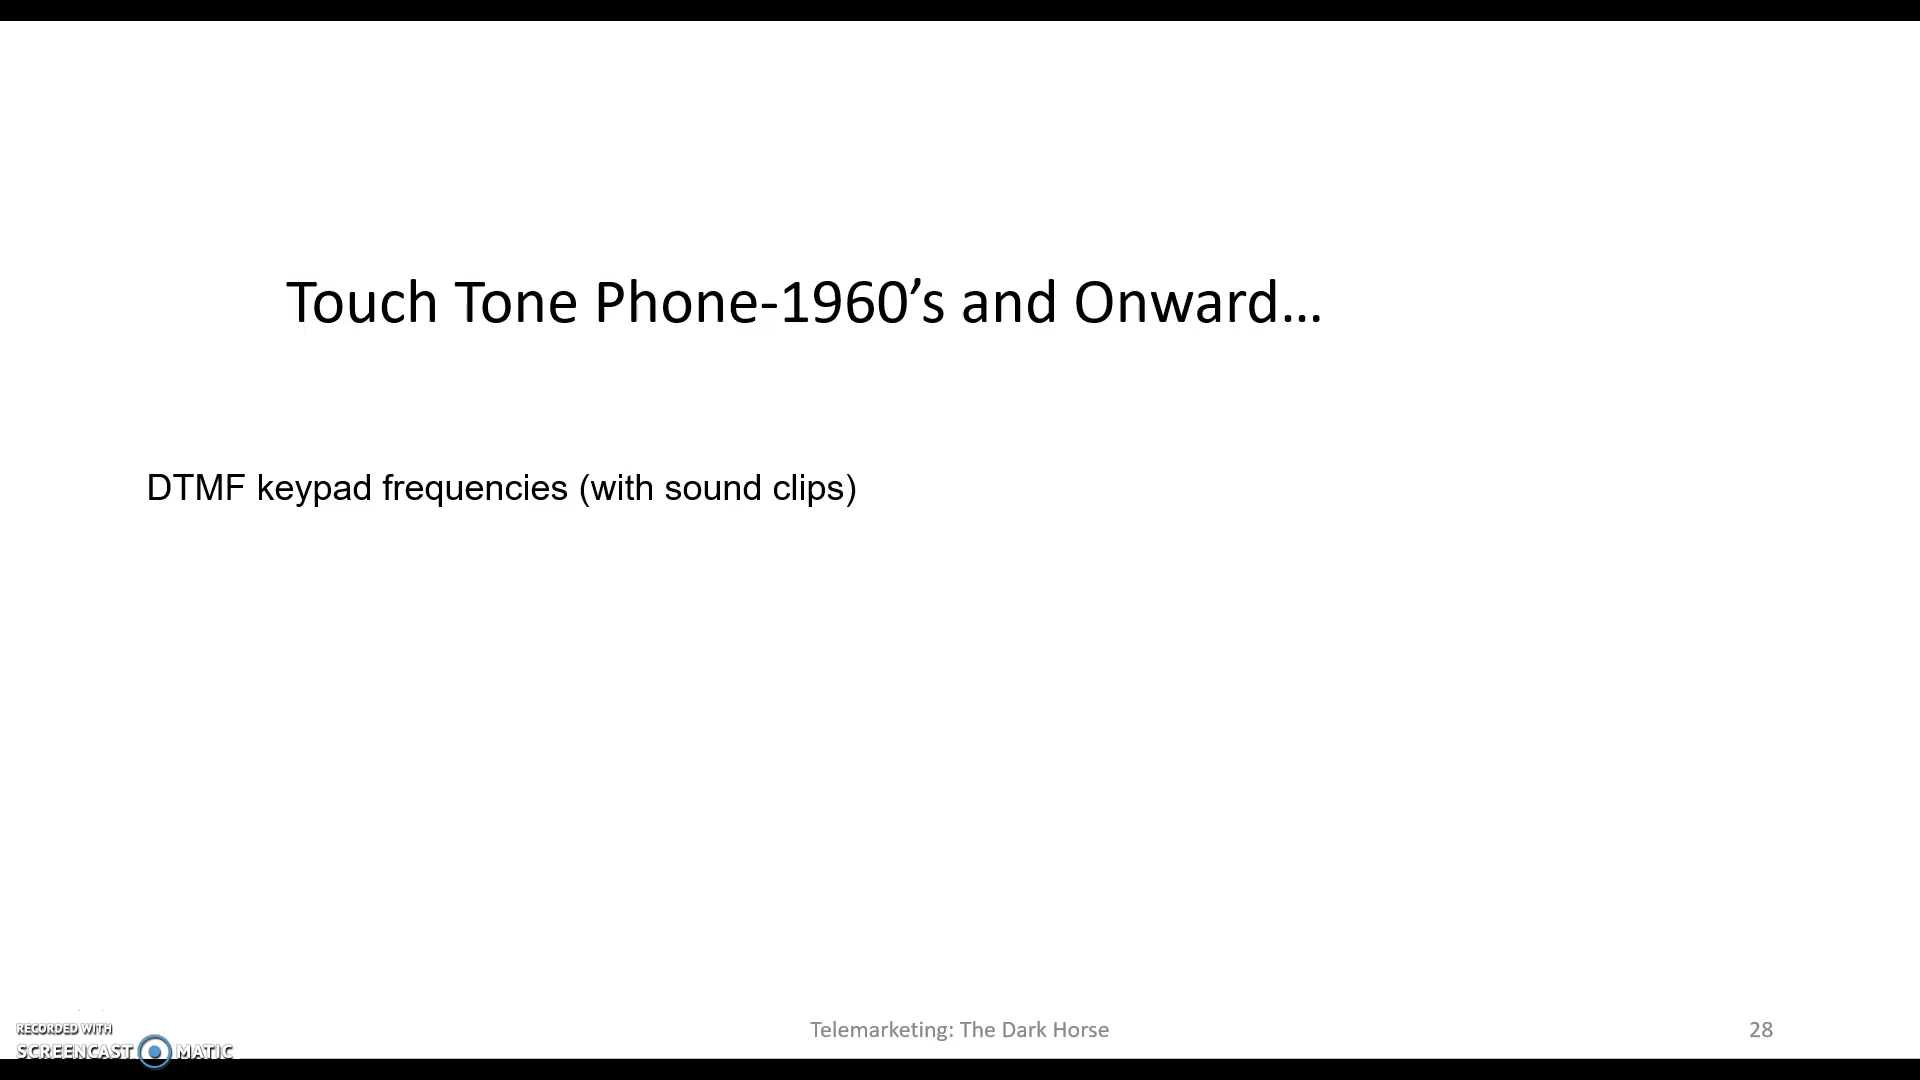 Touch Tone Phone-1960’s and Onward…
DTMF keypad frequencies (with sound clips)
Telemarketing: The Dark Horse
28
RECORDED WITH
SCREENCAST MATIC